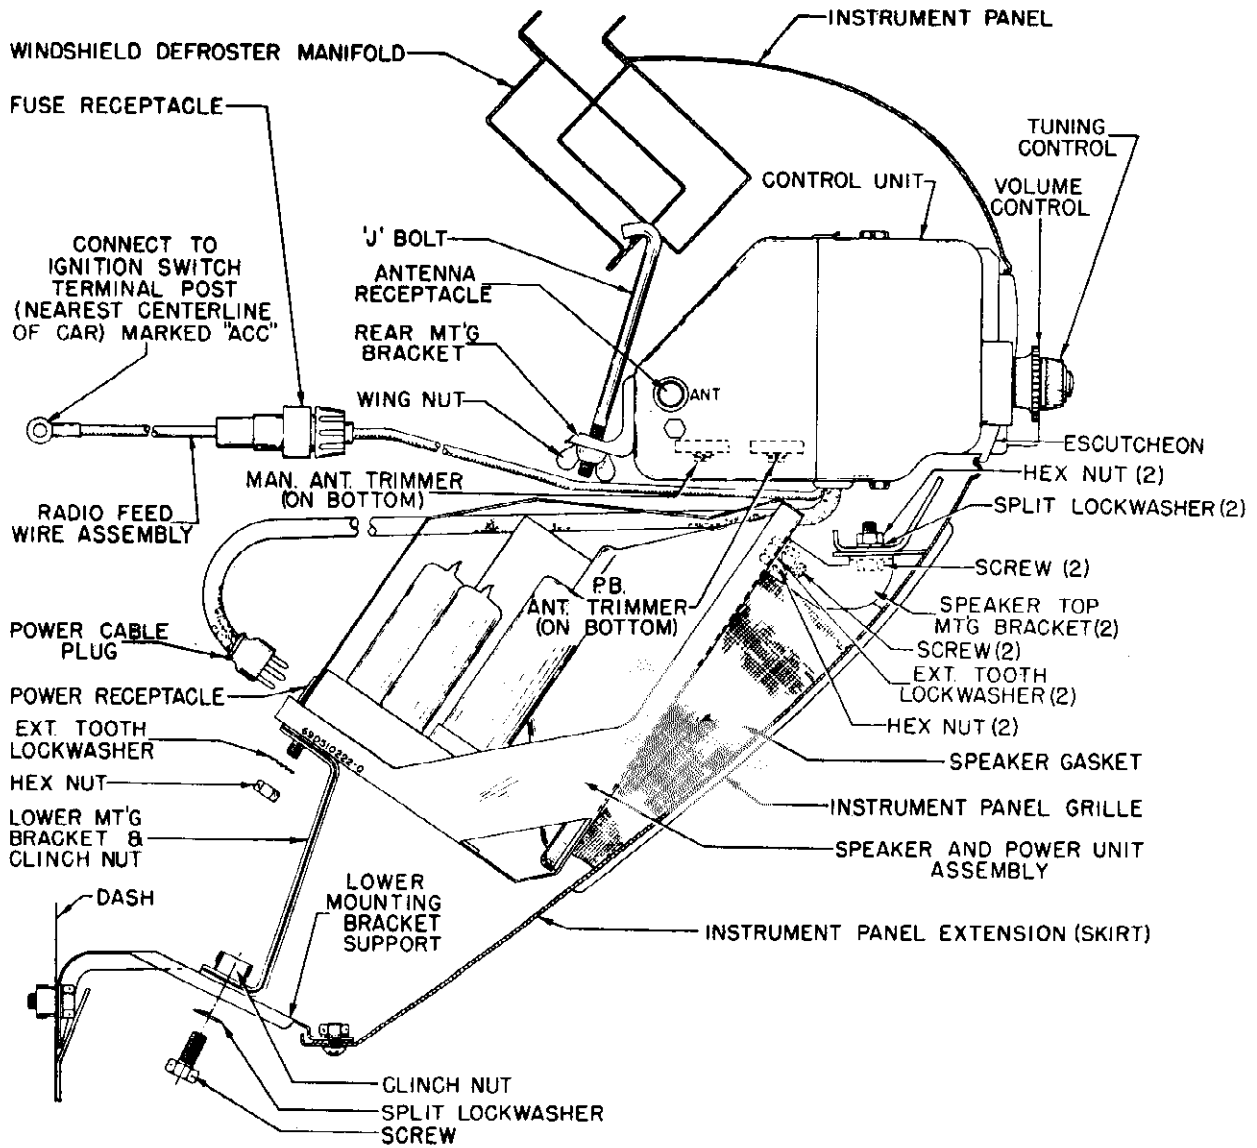 INSTRUMENT PANEL
WINDSHIELD DEFROSTER MANIFOLD
FUSE RECEPTACLE
TUNING
CONTROL
VOLUME
CONTROL
CONTROL UNIT
CONNECT TO
IGNITION SWITCH
TERMINAL POST
(NEAREST CENTERLINE
OF CAR) MARKED "ACC"
'J' BOLT
ANTENNA
RECEPTACLE
REAR MT'G
BRACKET
WING NUT
ANT
ESCUTCHEON
HEX NUT (2)
SPLIT LOCKWASHER (2)
MAN. ANT. TRIMMER
(ON BOTTOM)
RADIO FEED
WIRE ASSEMBLY
SCREW (2)
P.B.
ANT. TRIMMER
(ON BOTTOM)
SPEAKER TOP
MT'G BRACKET (2)
SCREW (2)
EXT. TOOTH
LOCKWASHER (2)
HEX NUT (2)
POWER CABLE
PLUG
POWER RECEPTACLE
EXT. TOOTH
LOCKWASHER
HEX NUT
690510222-0
SPEAKER GASKET
INSTRUMENT PANEL GRILLE
LOWER MT'G
BRACKET &
CLINCH NUT
SPEAKER AND POWER UNIT
ASSEMBLY
DASH
LOWER
MOUNTING
BRACKET
SUPPORT
INSTRUMENT PANEL EXTENSION (SKIRT)
CLINCH NUT
SPLIT LOCKWASHER
SCREW